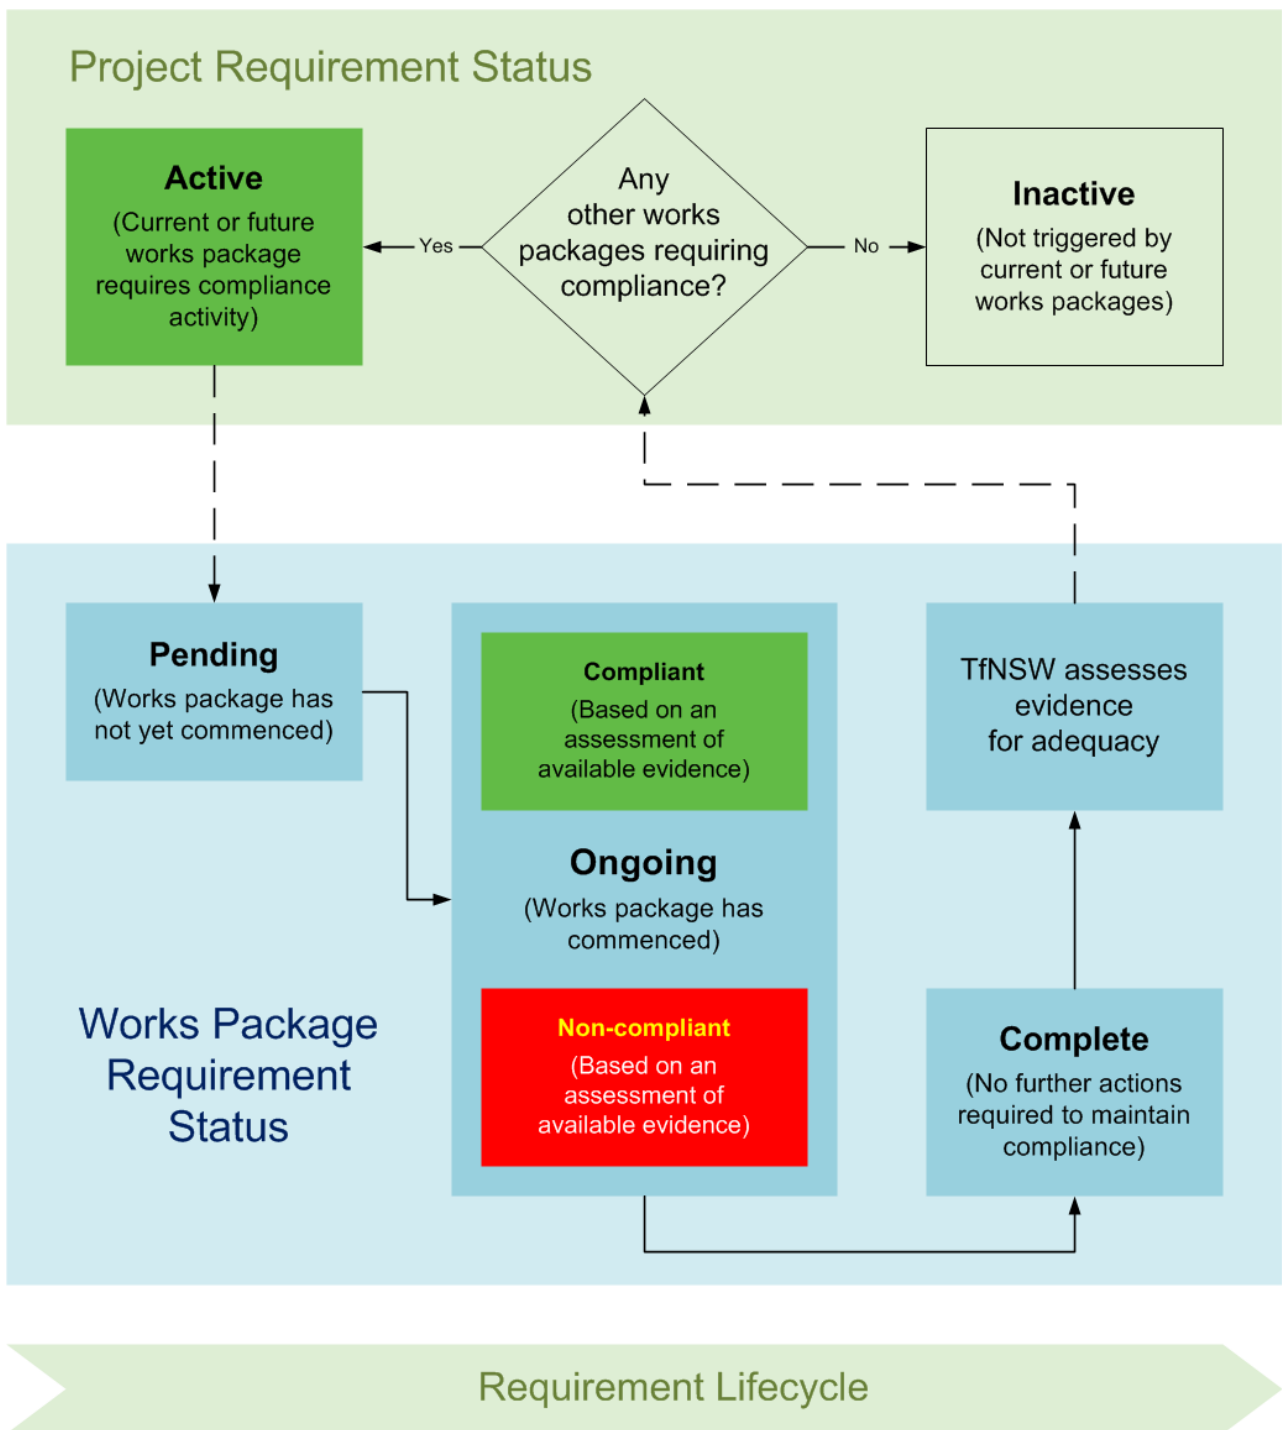 Project Requirement Status
Active
(Current or future
works package
requires compliance
activity)
Yes
Any
other works
packages requiring
compliance?
No
Inactive
(Not triggered by
current or future
works packages)
Pending
(Works package has
not yet commenced)
Compliant
(Based on an
assessment of
available evidence)
Ongoing
(Works package has
commenced)
Non-compliant
(Based on an
assessment of
available evidence)
TfNSW assesses
evidence
for adequacy
Complete
(No further actions
required to maintain
compliance)
Works Package
Requirement
Status
Requirement Lifecycle